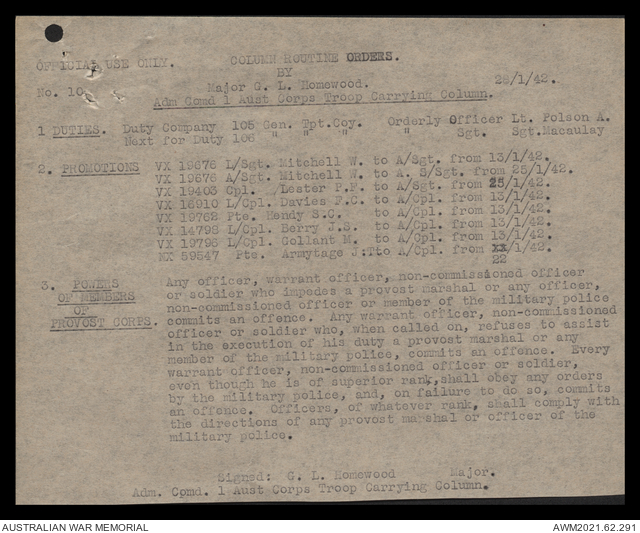 OFFICIAL USE ONLY. COLUMN ROUTINE ORDERS.
BY
No. 10 Major G. L. Homewood. 28/1/42.
Adm Comd 1 Aust Corps Troop Carrying Column.
1 DUTIES. Duty Company 105 Gen. Tpt.Coy. Orderly Officer Lt. Polson A.
Next for Duty 106 " " " " Sgt. Sgt.Macaulay
2. PROMOTIONS VX 19676 L/Sgt. Mitchell W. to A/Sgt. from 13/1/42.
VX 19676 A/Sgt. Mitchell W. to A. S/Sgt. from 25/1/42.
VX 19403 Cpl. Lester P.F. to A/Sgt. from 25/1/42.
VX 16910 L/Cpl. Davies F.C. to A/Cpl. from 13/1/42.
VX 19762 Pte. Hendy S.C. to A/Cpl. from 13/1/42.
VX 14798 L/Cpl. Berry J.S. to A/Cpl. from 13/1/42.
VX 19796 L/Cpl. Collant M. to A/Cpl. from 13/1/42.
NX 59547 Pte. Armytage J.T. to A/Cpl. from xx/1/42.
22
3. POWERS Any officer, warrant officer, non-commissioned officer
OF MEMBERS or soldier who impedes a provost marshal or any officer,
OF non-commissioned officer or member of the military police
PROVOST CORPS. commits an offence. Any warrant officer, non-commissioned
officer or soldier who, when called on, refuses to assist
in the execution of his duty a provost marshal or any
member of the military police, commits an offence. Every
warrant officer, non-commissioned officer or soldier,
even though he is of superior rank, shall obey any orders
by the military police, and, on failure to do so, commits
an offence. Officers, of whatever rank, shall comply with
the directions of any provost marshal or officer of the
military police.
Signed: G. L. Homewood Major.
Adm. Comd. 1 Aust Corps Troop Carrying Column.
AUSTRALIAN WAR MEMORIAL AWM2021.62.291